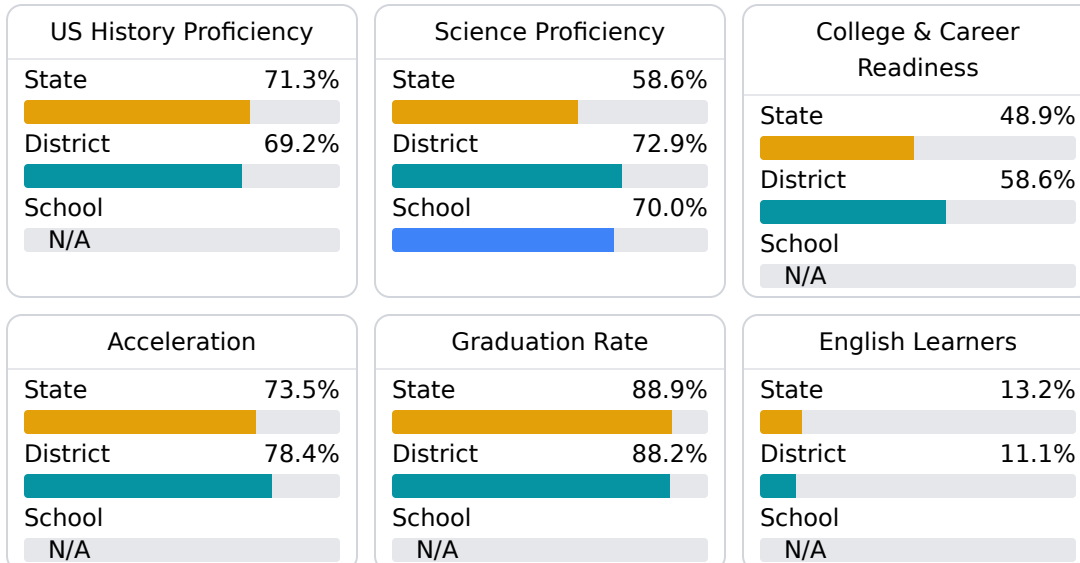 US History Proficiency
State 71.3%
District 69.2%
School
N/A
Science Proficiency
State 58.6%
District 72.9%
School 70.0%
College & Career
Readiness
State 48.9%
District 58.6%
School
N/A
Acceleration
State 73.5%
District 78.4%
School
N/A
Graduation Rate
State 88.9%
District 88.2%
School
N/A
English Learners
State 13.2%
District 11.1%
School
N/A